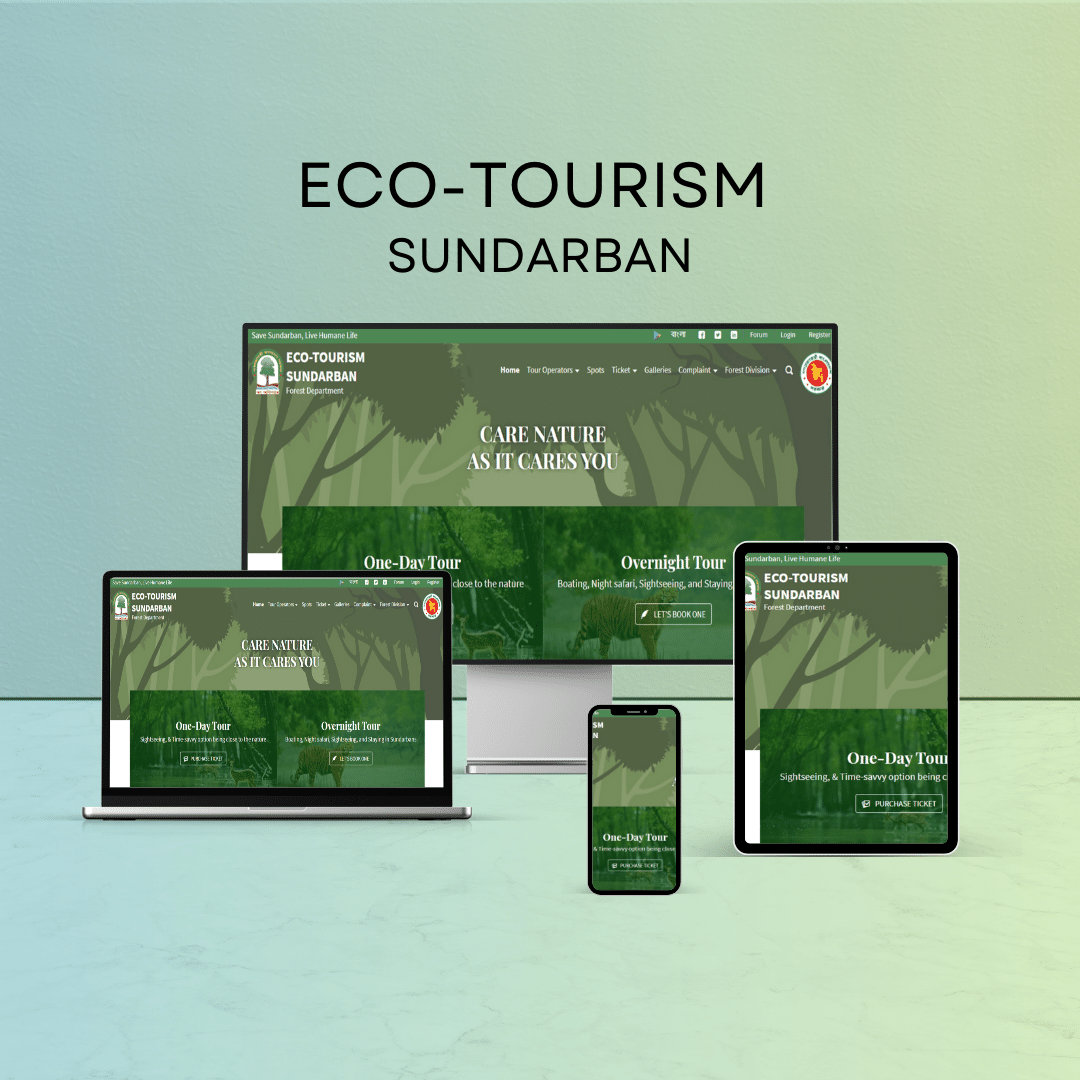 ECO-TOURISM
SUNDARBAN
Save Sundarban, Live Humane Life
বাংলা Forum Login Register
ECO-TOURISM
SUNDARBAN
Forest Department
Home Tour Operators Spots Ticket Galleries Complaint Forest Division
CARE NATURE
AS IT CARES YOU
One-Day Tour
close to the nature
Overnight Tour
Boating, Night safari, Sightseeing, and Staying
LET'S BOOK ONE
Save Sundarban, Live Humane Life
বাংলা Forum Login Register
ECO-TOURISM
SUNDARBAN
Forest Department
Home Tour Operators Spots Ticket Galleries Complaint Forest Division
CARE NATURE
AS IT CARES YOU
One-Day Tour
Sightseeing, & Time-savvy option being close to the nature
PURCHASE TICKET
Overnight Tour
Boating, Night safari, Sightseeing, and Staying in Sundarbans
LET'S BOOK ONE
SM
N
One-Day Tour
& Time-savvy option being close
PURCHASE TICKET
Sundarban, Live Humane Life
ECO-TOURISM
SUNDARBAN
Forest Department
One-Day Tour
Sightseeing, & Time-savvy option being c
PURCHASE TICKET